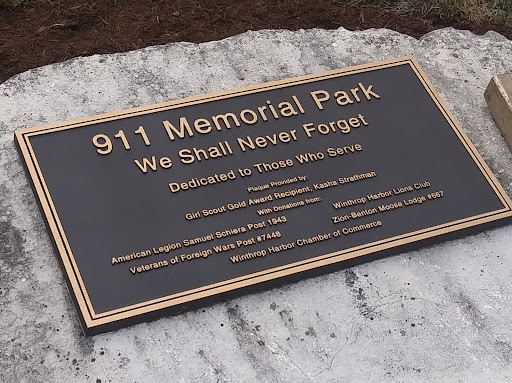 911 Memorial Park
We Shall Never Forget
Dedicated to Those Who Serve
Plaque Provided by:
Girl Scout Gold Award Recipient, Kasha Strathman
With Donations from:
American Legion Samuel Schiera Post 1943
Winthrop Harbor Lions Club
Veterans of Foreign Wars Post #7448
Zion-Benton Moose Lodge #667
Winthrop Harbor Chamber of Commerce